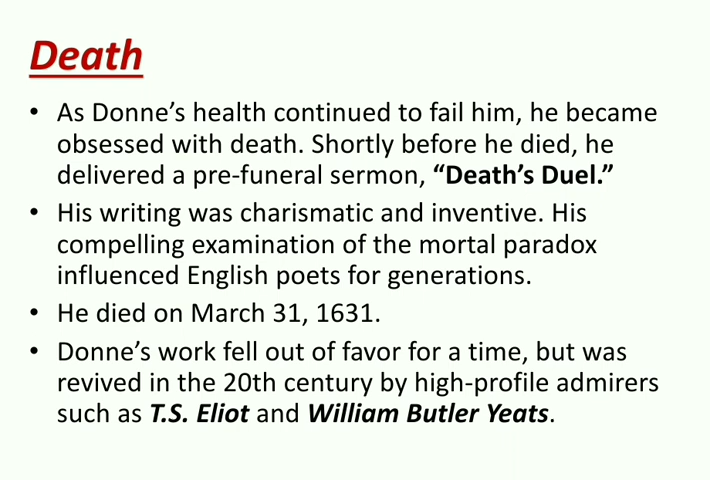 Death
• As Donne’s health continued to fail him, he became
obsessed with death. Shortly before he died, he
delivered a pre-funeral sermon, “Death’s Duel.”
• His writing was charismatic and inventive. His
compelling examination of the mortal paradox
influenced English poets for generations.
• He died on March 31, 1631.
• Donne’s work fell out of favor for a time, but was
revived in the 20th century by high-profile admirers
such as T.S. Eliot and William Butler Yeats.